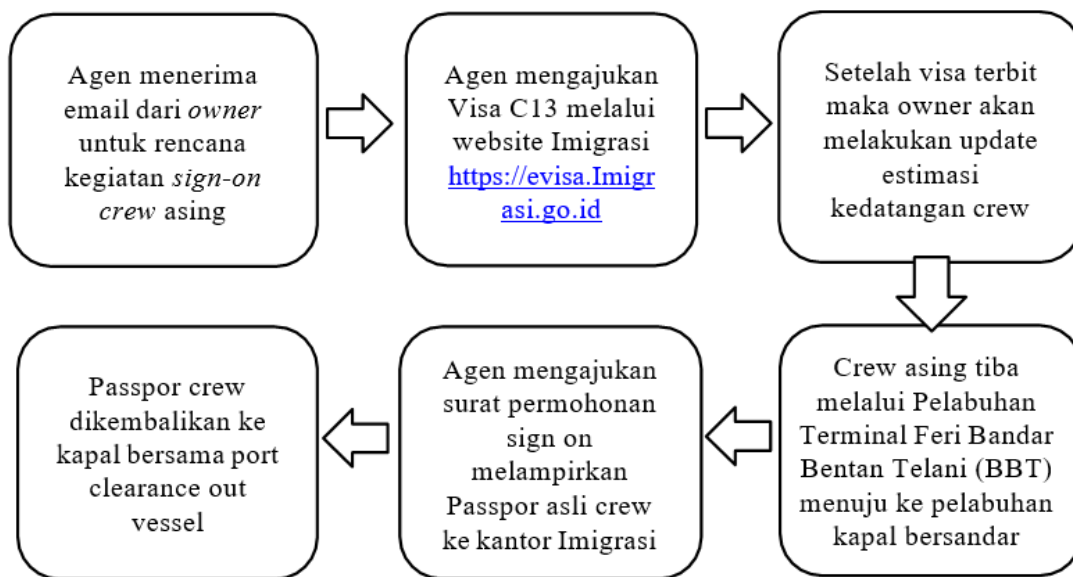 Agen menerima
email dari owner
untuk rencana
kegiatan sign-on
crew asing
Agen mengajukan
Visa C13 melalui
website Imigrasi
https://evisa.Imigr
asi.go.id
Setelah visa terbit
maka owner akan
melakukan update
estimasi
kedatangan crew
Crew asing tiba
melalui Pelabuhan
Terminal Feri Bandar
Bentan Telani (BBT)
menuju ke pelabuhan
kapal bersandar
Agen mengajukan
surat permohonan
sign on
melampirkan
Passpor asli crew
ke kantor Imigrasi
Passpor crew
dikembalikan ke
kapal bersama port
clearance out
vessel